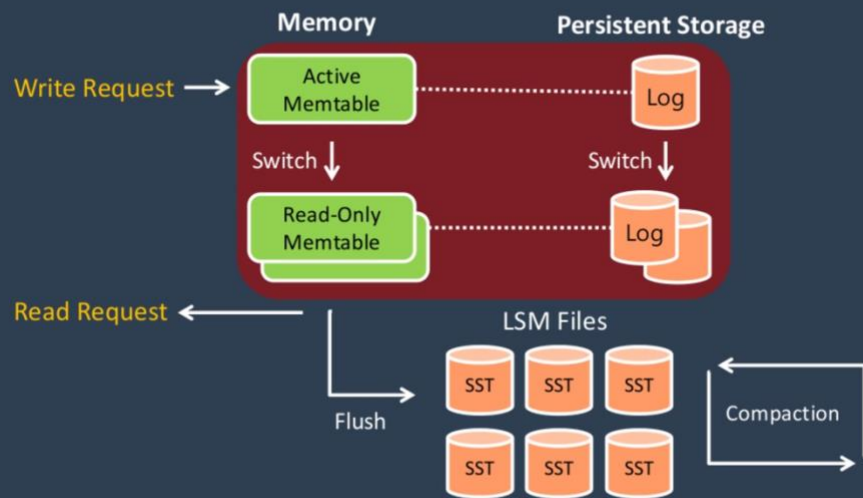 Memory
Persistent Storage
Write Request
Active
Memtable
Log
Switch
Switch
Read-Only
Memtable
Log
Read Request
LSM Files
SST
SST
SST
Flush
Compaction
SST
SST
SST